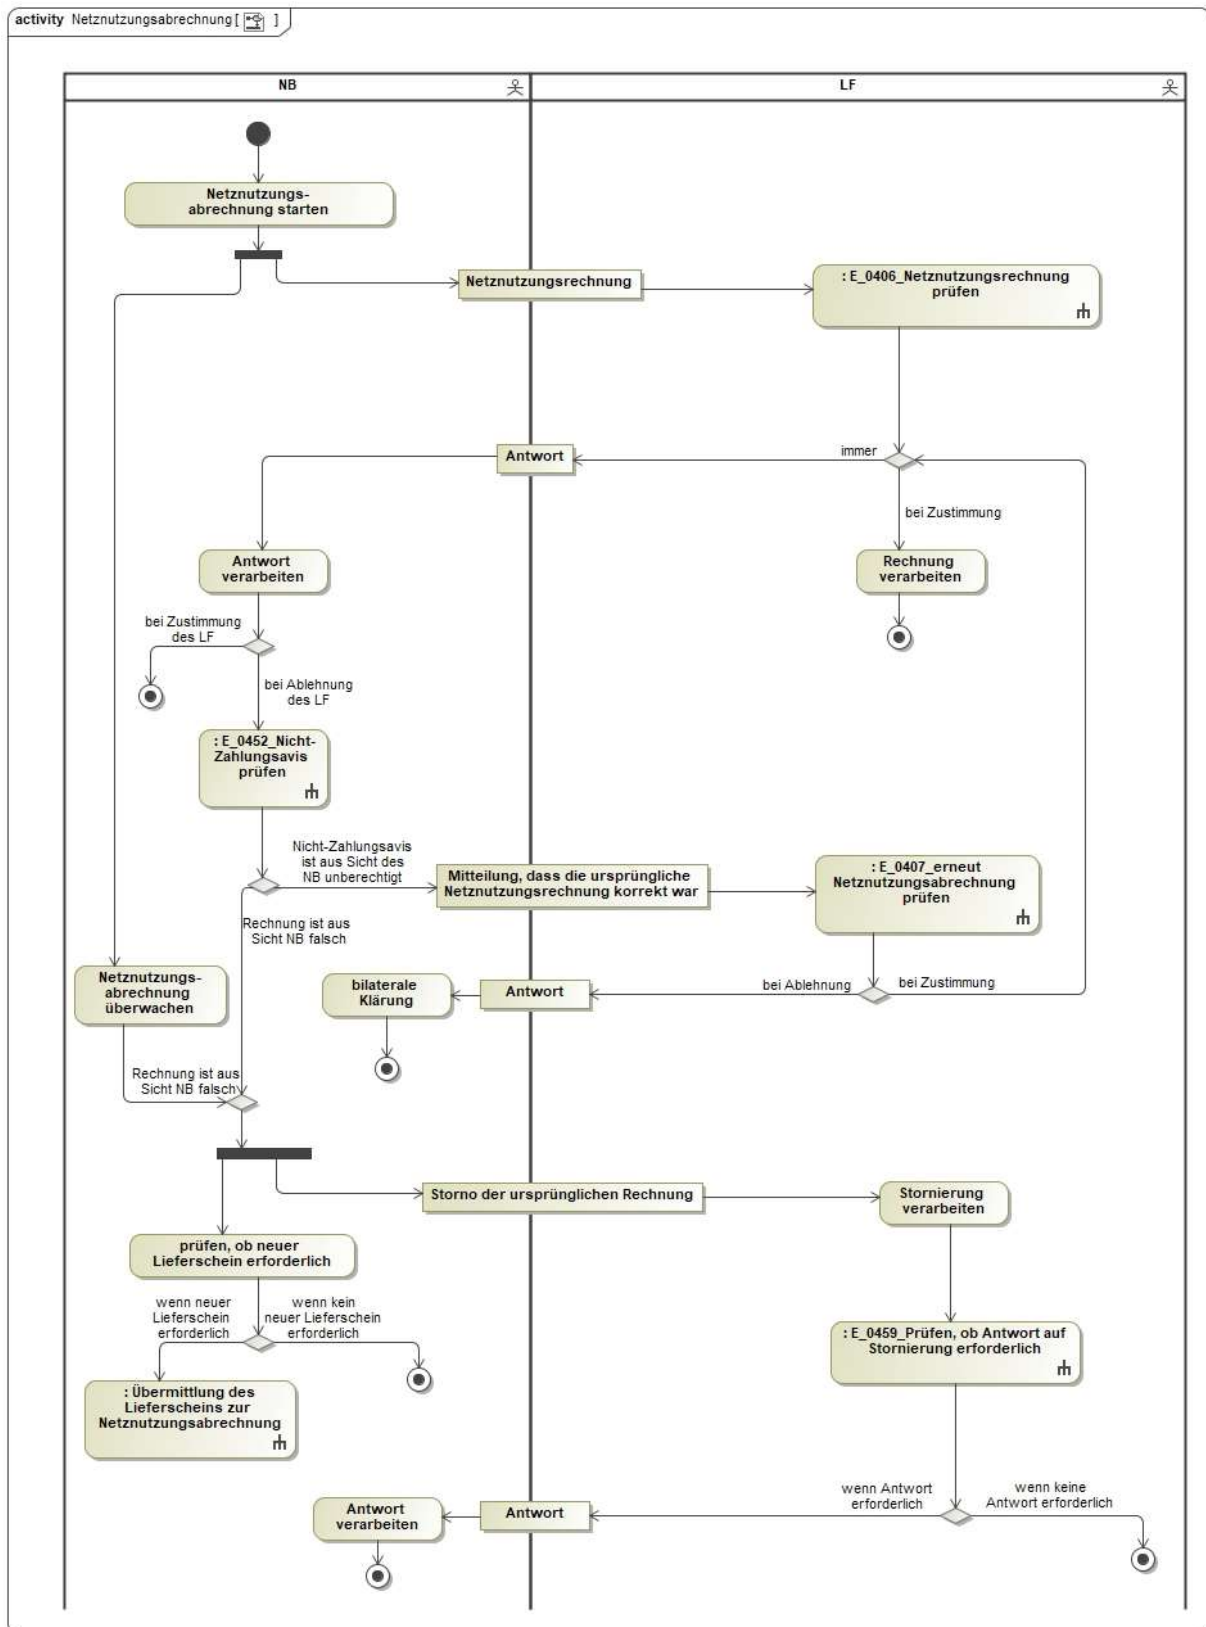 activity Netznutzungsabrechnung [ ]
NB
LF
Netznutzungs-
abrechnung starten
Netznutzungsrechnung
: E_0406_Netznutzungsrechnung
prüfen
immer
Antwort
bei Zustimmung
Antwort
verarbeiten
Rechnung
verarbeiten
bei Zustimmung
des LF
bei Ablehnung
des LF
: E_0452_Nicht-
Zahlungsavis
prüfen
Nicht-Zahlungsavis
ist aus Sicht des
NB unberechtigt
Mitteilung, dass die ursprüngliche
Netznutzungsrechnung korrekt war
: E_0407_erneut
Netznutzungsabrechnung
prüfen
Rechnung ist aus
Sicht NB falsch
Netznutzungs-
abrechnung
überwachen
bilaterale
Klärung
Antwort
bei Ablehnung
bei Zustimmung
Rechnung ist aus
Sicht NB falsch
Storno der ursprünglichen Rechnung
Stornierung
verarbeiten
prüfen, ob neuer
Lieferschein erforderlich
wenn neuer
Lieferschein
erforderlich
wenn kein
neuer Lieferschein
erforderlich
: E_0459_Prüfen, ob Antwort auf
Stornierung erforderlich
: Übermittlung des
Lieferscheins zur
Netznutzungsabrechnung
wenn Antwort
erforderlich
wenn keine
Antwort erforderlich
Antwort
verarbeiten
Antwort